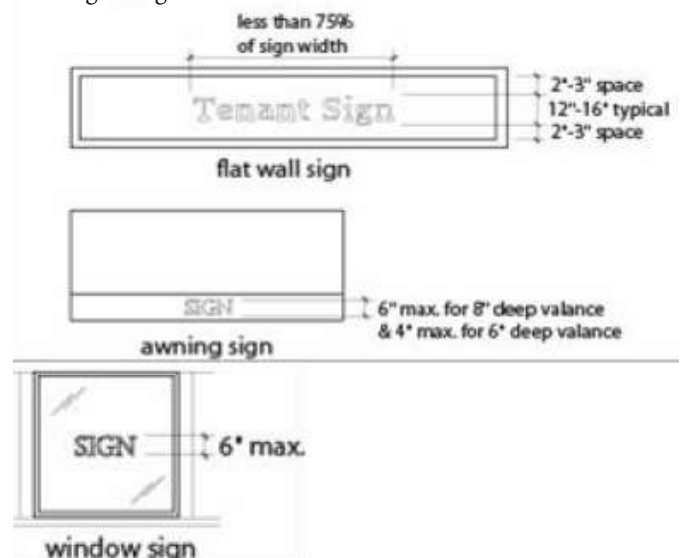 less than 75%
of sign width
Tenant Sign
2"-3" space
12"-16" typical
2"-3" space
flat wall sign
SIGN
6" max. for 8" deep valance
& 4" max. for 6" deep valance
awning sign
SIGN
6" max.
window sign